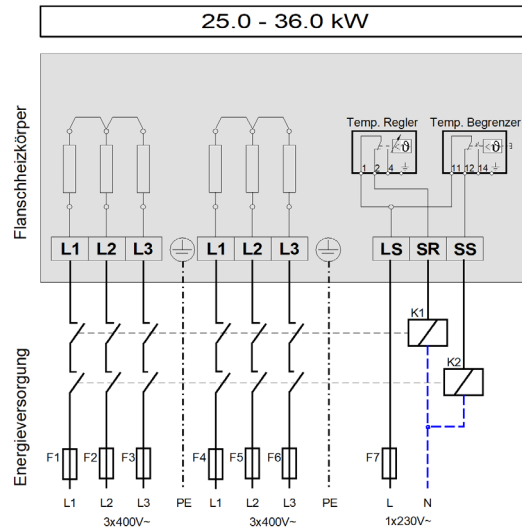 25.0 - 36.0 kW
Flanschheizkörper
Temp. Regler Temp. Begrenzer
ϑ ϑ
1 2 4 11 12 14
L1 L2 L3 L1 L2 L3 LS SR SS
K1
K2
Energieversorgung
F1 F2 F3 F4 F5 F6 F7
L1 L2 L3 PE L1 L2 L3 PE L N
3x400V~ 3x400V~ 1x230V~